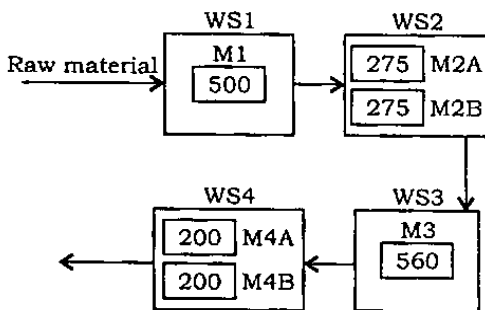 WS1
WS2
Raw material
M1
500
275 M2A
275 M2B
WS4
WS3
200 M4A
200 M4B
M3
560